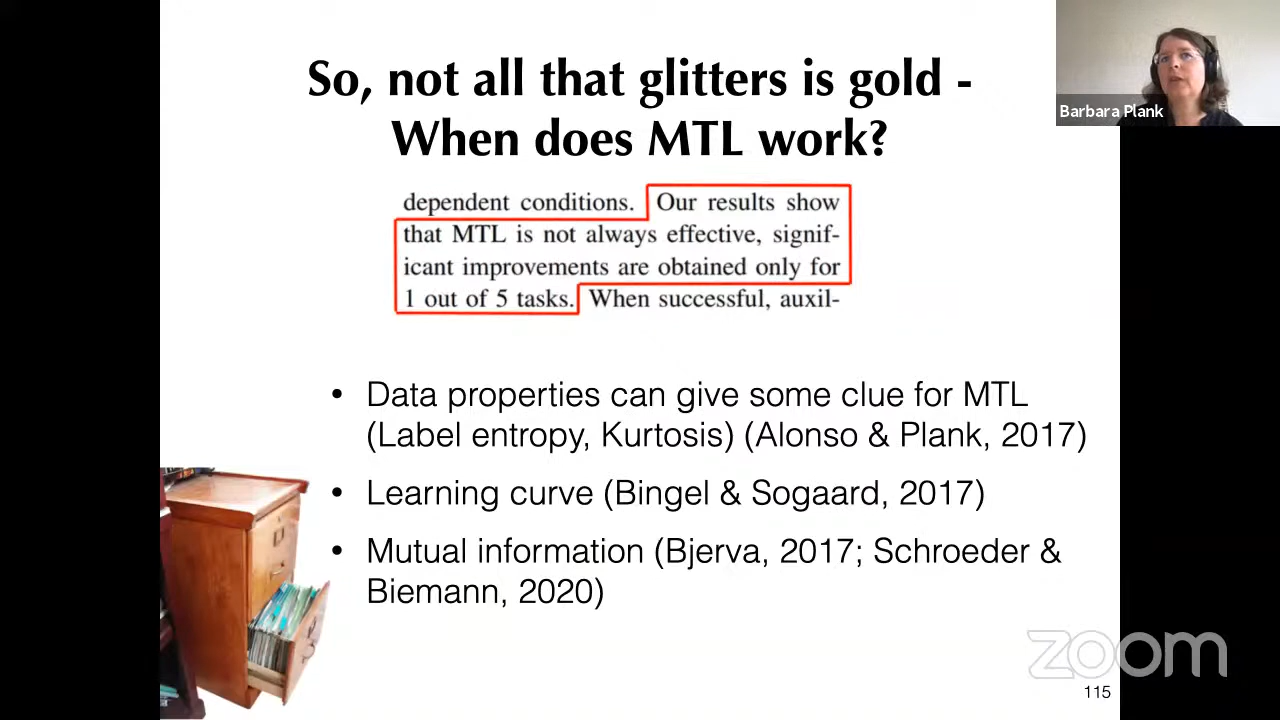 So, not all that glitters is gold -
When does MTL work?
Barbara Plank
dependent conditions. Our results show
that MTL is not always effective, signif-
icant improvements are obtained only for
1 out of 5 tasks. When successful, auxil-
• Data properties can give some clue for MTL
(Label entropy, Kurtosis) (Alonso & Plank, 2017)
• Learning curve (Bingel & Sogaard, 2017)
• Mutual information (Bjerva, 2017; Schroeder &
Biemann, 2020)
zoom
115